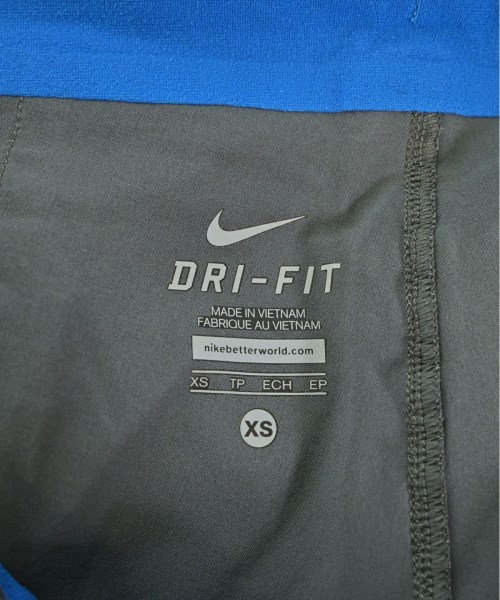 DRI-FIT
MADE IN VIETNAM
FABRIQUE AU VIETNAM
nikebetterworld.com
XS TP ECH EP
XS